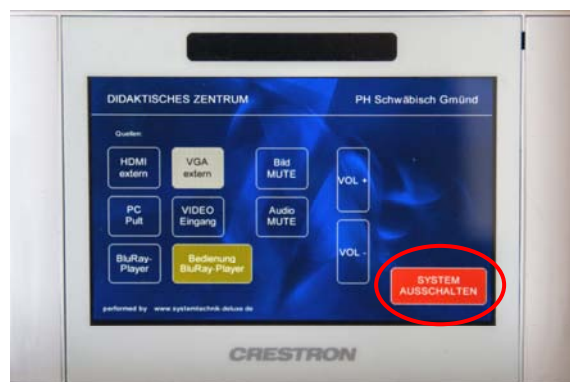 DIDAKTISCHES ZENTRUM
PH Schwäbisch Gmünd
Quellen:
HDMI
extern
VGA
extern
Bild
MUTE
VOL +
PC
Pult
VIDEO
Eingang
Audio
MUTE
BluRay-
Player
Bedienung
BluRay-Player
VOL -
SYSTEM
AUSSCHALTEN
performed by www.systemtechnik-deluxe.de
CRESTRON